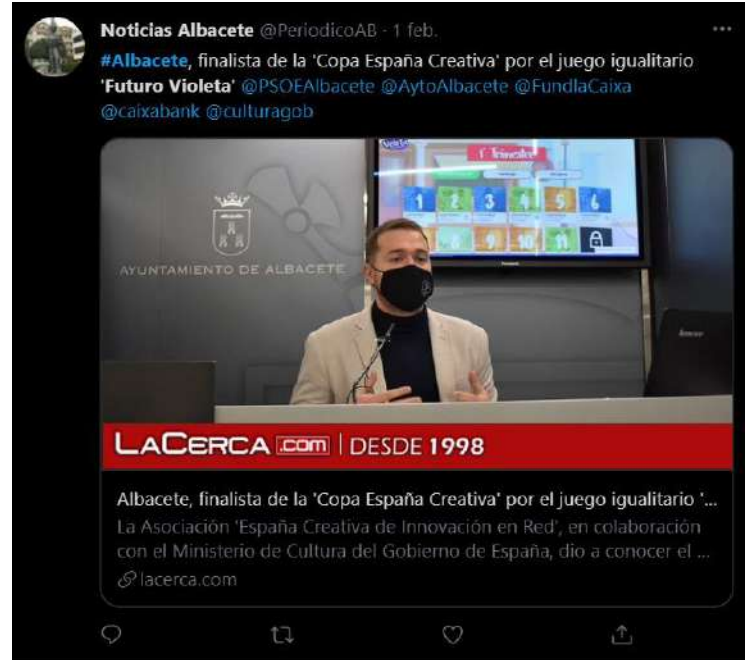 Noticias Albacete @PeriodicoAB · 1 feb.
#Albacete, finalista de la 'Copa España Creativa' por el juego igualitario
'Futuro Violeta' @PSOEAlbacete @AytoAlbacete @FundlaCaixa
@caixabank @culturagob
1 Trimestre
1 2 3 4 5 6
8 9 10 11
AYUNTAMIENTO DE ALBACETE
lenovo
LACERCA .com | DESDE 1998
Albacete, finalista de la 'Copa España Creativa' por el juego igualitario '...
La Asociación 'España Creativa de Innovación en Red', en colaboración
con el Ministerio de Cultura del Gobierno de España, dio a conocer el ...
lacerca.com